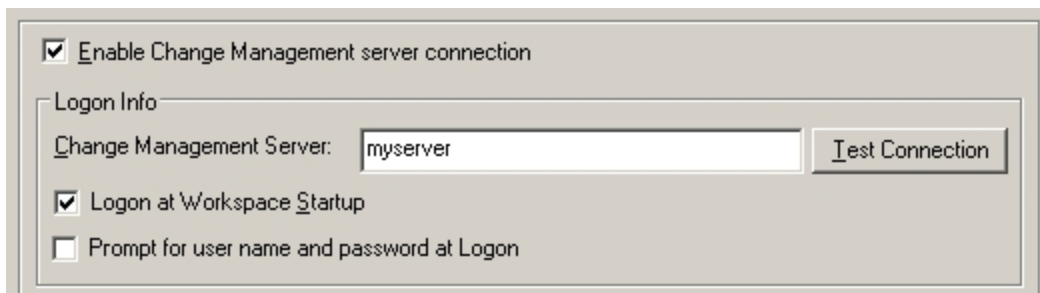 Enable Change Management server connection
Logon Info
Change Management Server: myserver Test Connection
Logon at Workspace Startup
Prompt for user name and password at Logon